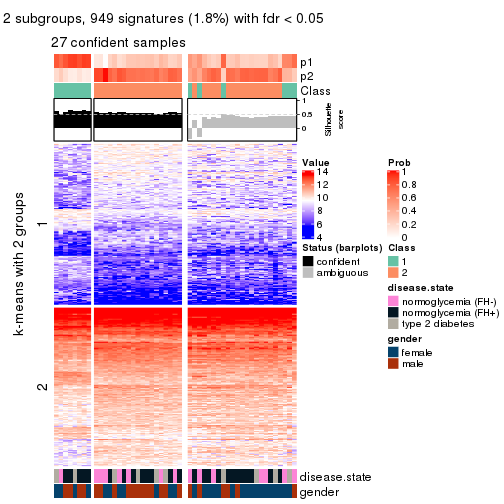 2 subgroups, 949 signatures (1.8%) with fdr < 0.05
27 confident samples
p1
p2
Class
1
0.5
0
Silhouette
score
k-means with 2 groups
1
2
Value
14
12
10
8
6
4
Prob
1
0.8
0.6
0.4
0.2
0
Status (barplots)
confident
ambiguous
Class
1
2
disease.state
normoglycemia (FH-)
normoglycemia (FH+)
type 2 diabetes
gender
female
male
disease.state
gender